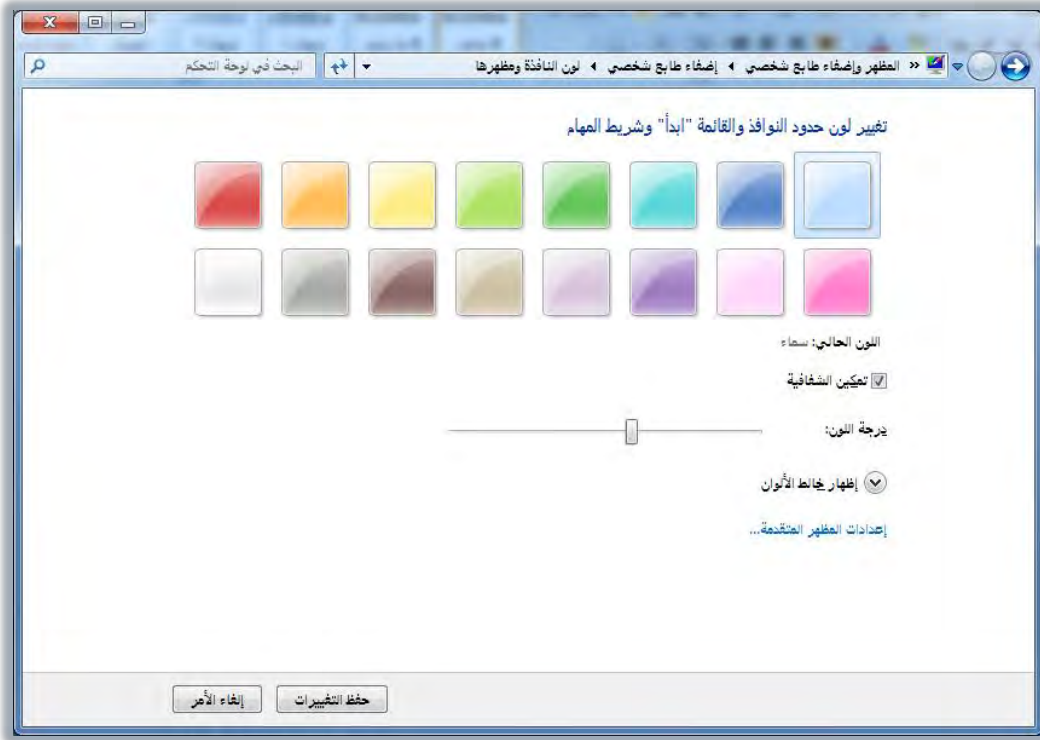 المظهر وإضفاء طابع شخصي إضفاء طابع شخصي لون النافذة ومظهرها
البحث في لوحة التحكم
تغيير لون حدود النوافذ والقائمة "ابدأ" وشريط المهام
اللون الحالي: سماء
تمكين الشفافية
درجة اللون:
إظهار خالط الألوان
إعدادات المظهر المتقدمة...
حفظ التغييرات
إلغاء الأمر